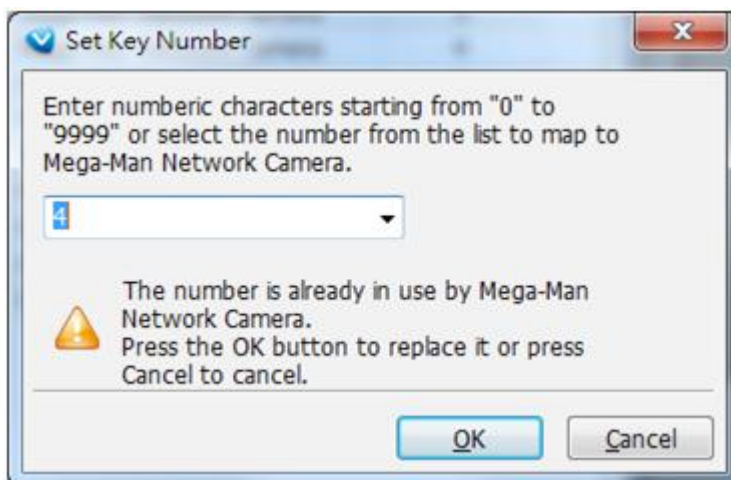 Set Key Number
Enter numberic characters starting from "0" to
"9999" or select the number from the list to map to
Mega-Man Network Camera.
4
The number is already in use by Mega-Man
Network Camera.
Press the OK button to replace it or press
Cancel to cancel.
OK
Cancel